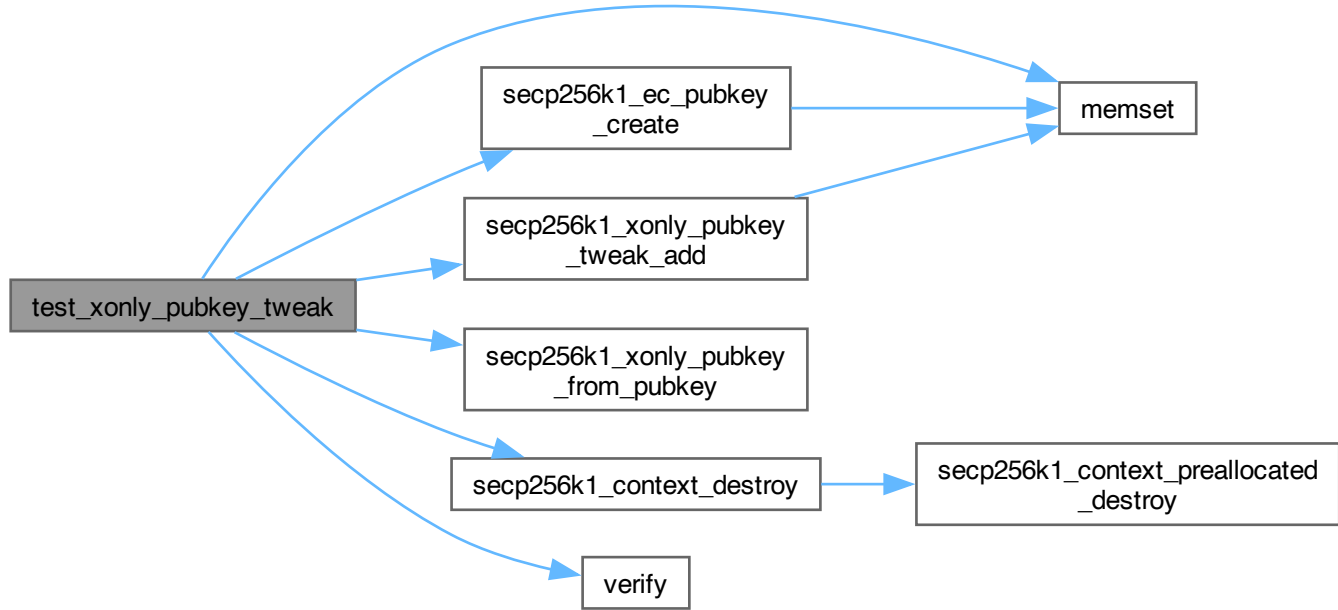 secp256k1_ec_pubkey
_create
memset
secp256k1_xonly_pubkey
_tweak_add
test_xonly_pubkey_tweak
secp256k1_xonly_pubkey
_from_pubkey
secp256k1_context_destroy
secp256k1_context_preallocated
_destroy
verify